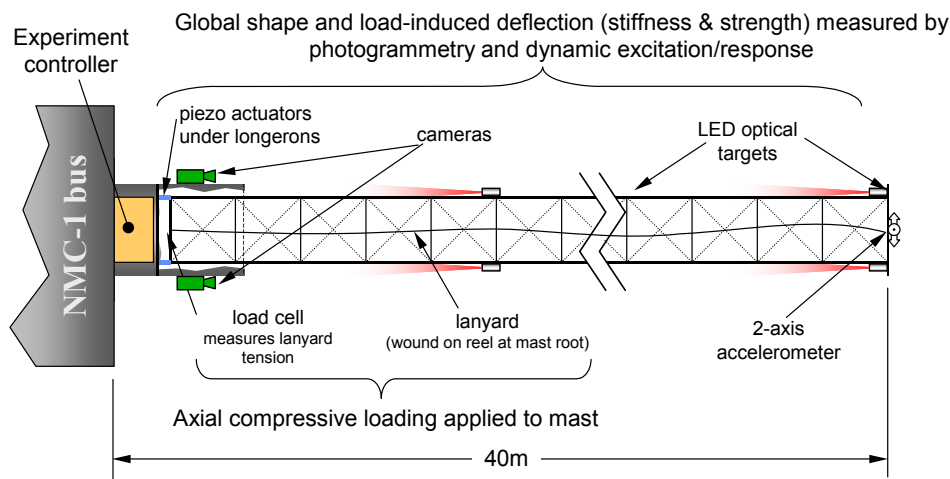 Global shape and load-induced deflection (stiffness & strength) measured by
photogrammetry and dynamic excitation/response
Experiment
controller
piezo actuators
under longerons
cameras
LED optical
targets
NMC-1 bus
load cell
measures lanyard
tension
lanyard
(wound on reel at mast root)
2-axis
accelerometer
Axial compressive loading applied to mast
40m